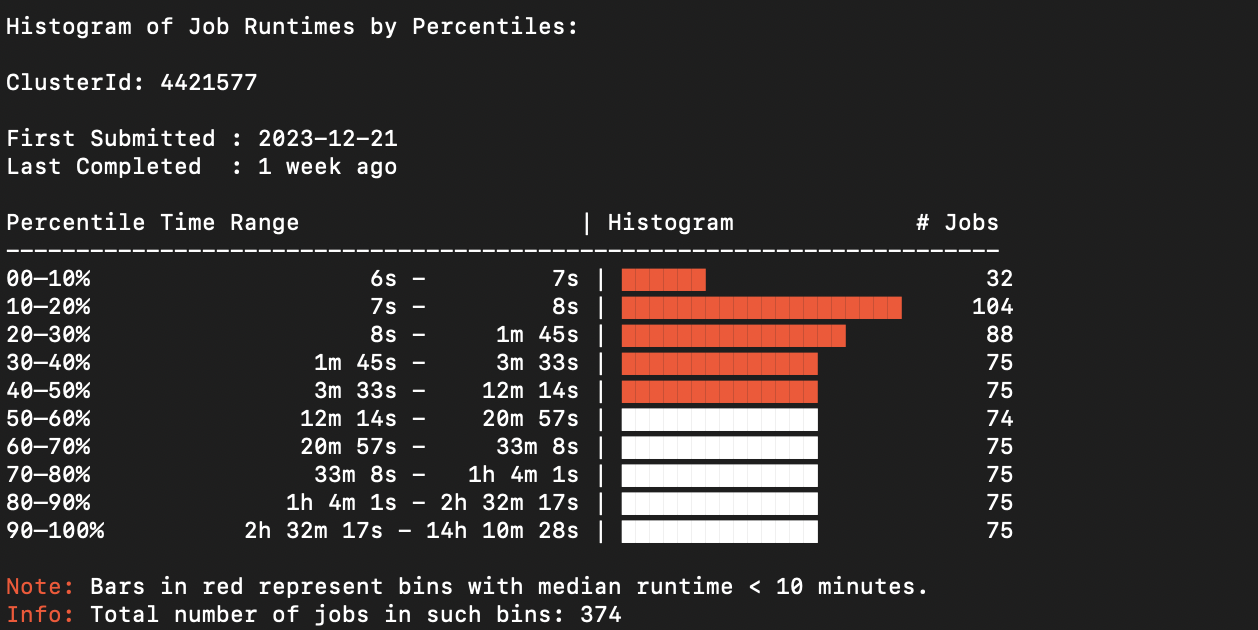 Histogram of Job Runtimes by Percentiles:
ClusterId: 4421577
First Submitted : 2023-12-21
Last Completed  : 1 week ago
Percentile Time Range                    | Histogram             # Jobs
00-10%                    6s -         7s |                           32
10-20%                    7s -         8s |                          104
20-30%                    8s -     1m 45s |                           88
30-40%                1m 45s -     3m 33s |                           75
40-50%                3m 33s -    12m 14s |                           75
50-60%               12m 14s -    20m 57s |                           74
60-70%               20m 57s -     33m 8s |                           75
70-80%                33m 8s -   1h 4m 1s |                           75
80-90%              1h 4m 1s - 2h 32m 17s |                           75
90-100%          2h 32m 17s - 14h 10m 28s |                           75
Note: Bars in red represent bins with median runtime < 10 minutes.
Info: Total number of jobs in such bins: 374